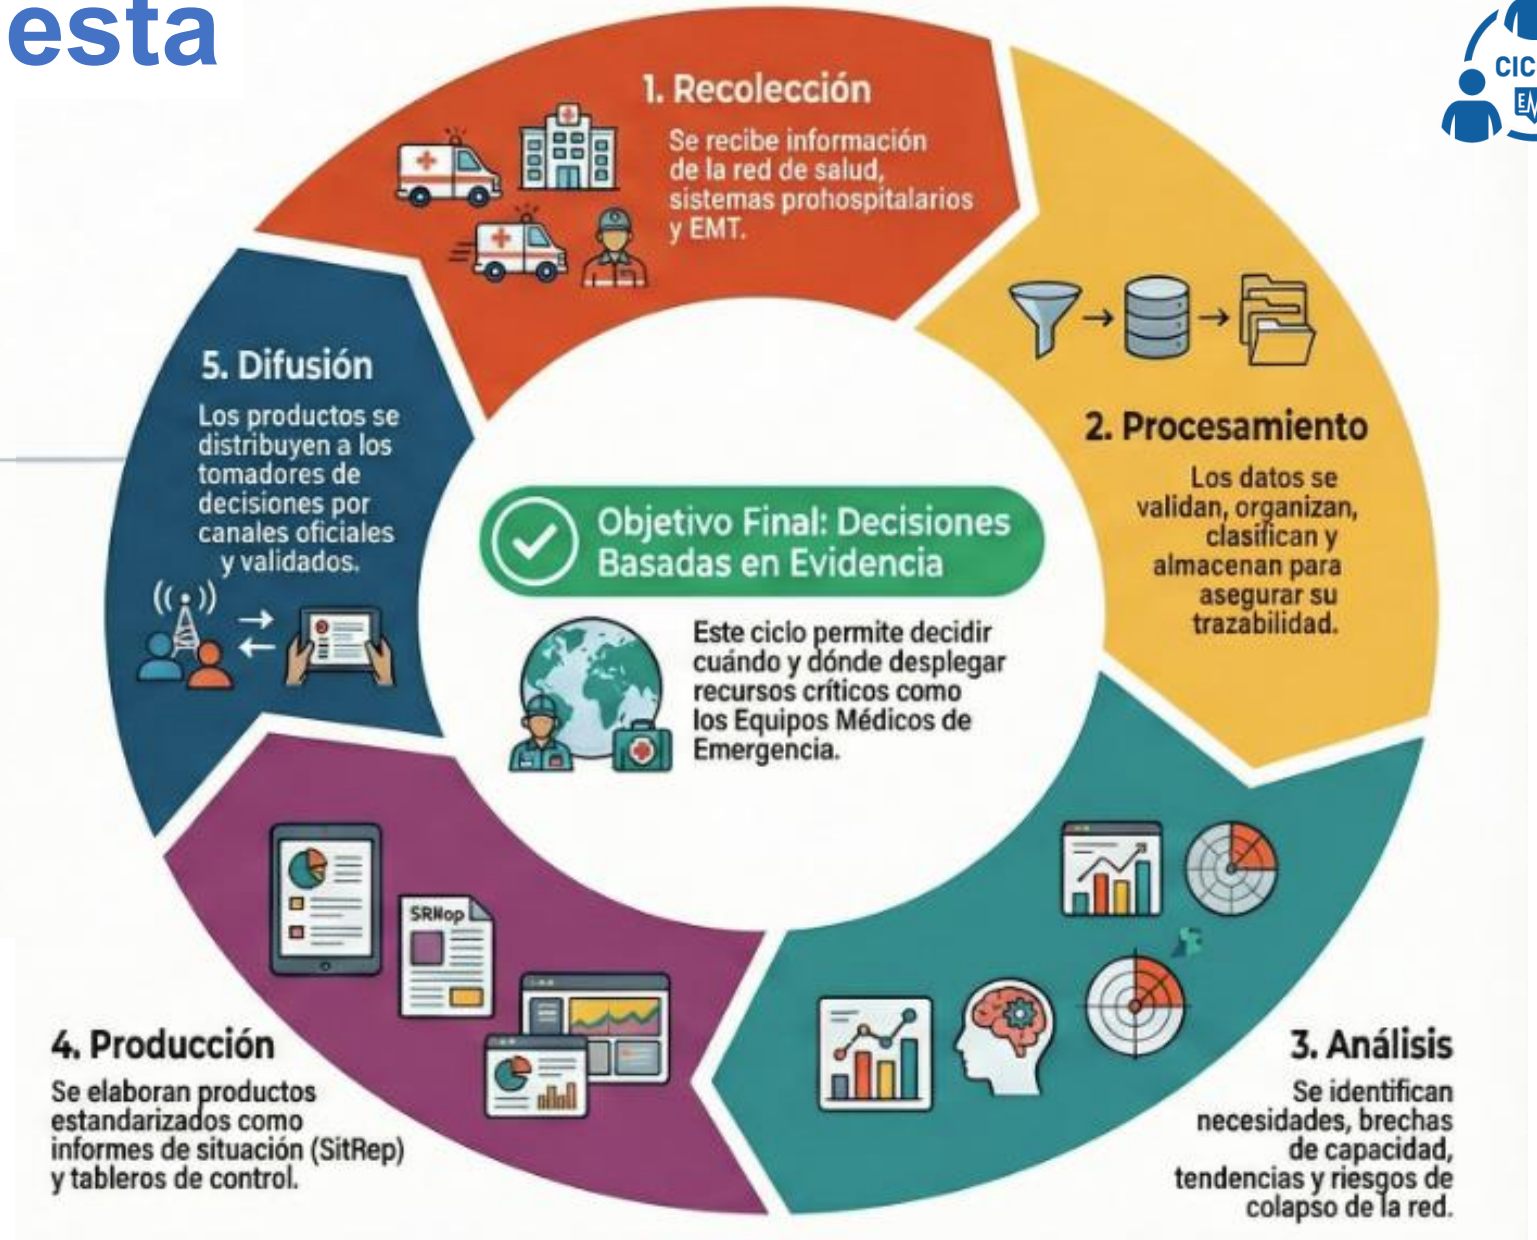 esta
CIC
1. Recolección
Se recibe información
de la red de salud,
sistemas prohospitalarios
y EMT.
2. Procesamiento
Los datos se
validan, organizan,
clasifican y
almacenan para
asegurar su
trazabilidad.
3. Análisis
Se identifican
necesidades, brechas
de capacidad,
tendencias y riesgos de
colapso de la red.
4. Producción
Se elaboran productos
estandarizados como
informes de situación (SitRep)
y tableros de control.
SRNop
5. Difusión
Los productos se
distribuyen a los
tomadores de
decisiones por
canales oficiales
y validados.
Objetivo Final: Decisiones
Basadas en Evidencia
Este ciclo permite decidir
cuándo y dónde desplegar
recursos críticos como
los Equipos Médicos de
Emergencia.